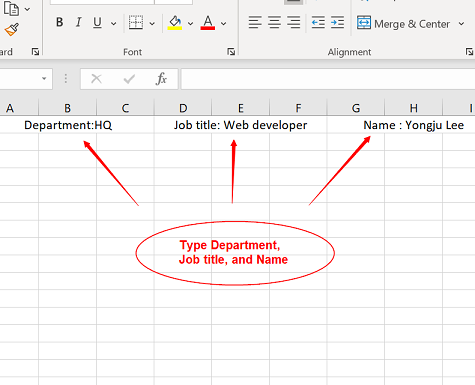 Merge & Center
ard
Font
Alignment
fx
A B C D E F G H I
Department:HQ Job title: Web developer Name : Yongju Lee
Type Department,
Job title, and Name